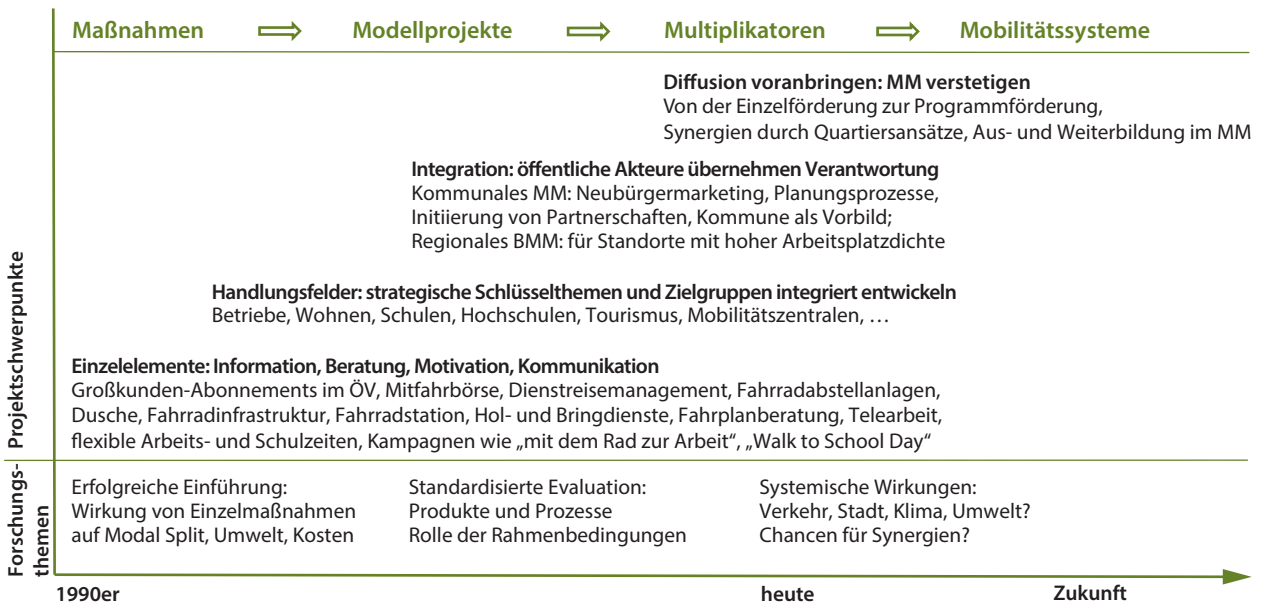 Maßnahmen ⇒ Modellprojekte ⇒ Multiplikatoren ⇒ Mobilitätssysteme
Projektschwerpunkte
Diffusion voranbringen: MM verstetigen
Von der Einzelförderung zur Programmförderung,
Synergien durch Quartiersansätze, Aus- und Weiterbildung im MM
Integration: öffentliche Akteure übernehmen Verantwortung
Kommunales MM: Neubürgermarketing, Planungsprozesse,
Initiierung von Partnerschaften, Kommune als Vorbild;
Regionales BMM: für Standorte mit hoher Arbeitsplatzdichte
Handlungsfelder: strategische Schlüsselthemen und Zielgruppen integriert entwickeln
Betriebe, Wohnen, Schulen, Hochschulen, Tourismus, Mobilitätszentralen, …
Einzelelemente: Information, Beratung, Motivation, Kommunikation
Großkunden-Abonnements im ÖV, Mitfahrbörse, Dienstreisemanagement, Fahrradabstellanlagen,
Dusche, Fahrradinfrastruktur, Fahrradstation, Hol- und Bringdienste, Fahrplanberatung, Telearbeit,
flexible Arbeits- und Schulzeiten, Kampagnen wie „mit dem Rad zur Arbeit“, „Walk to School Day“
Forschungs-
themen
Erfolgreiche Einführung:
Wirkung von Einzelmaßnahmen
auf Modal Split, Umwelt, Kosten
Standardisierte Evaluation:
Produkte und Prozesse
Rolle der Rahmenbedingungen
Systemische Wirkungen:
Verkehr, Stadt, Klima, Umwelt?
Chancen für Synergien?
1990er heute Zukunft